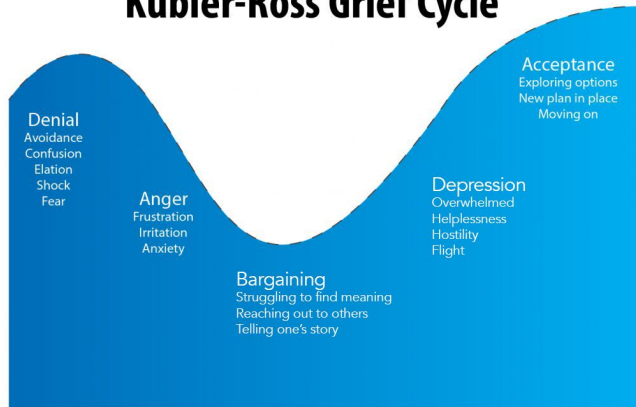 Kübler-Ross Grief Cycle
Denial
Avoidance
Confusion
Elation
Shock
Fear
Anger
Frustration
Irritation
Anxiety
Bargaining
Struggling to find meaning
Reaching out to others
Telling one's story
Depression
Overwhelmed
Helplessness
Hostility
Flight
Acceptance
Exploring options
New plan in place
Moving on